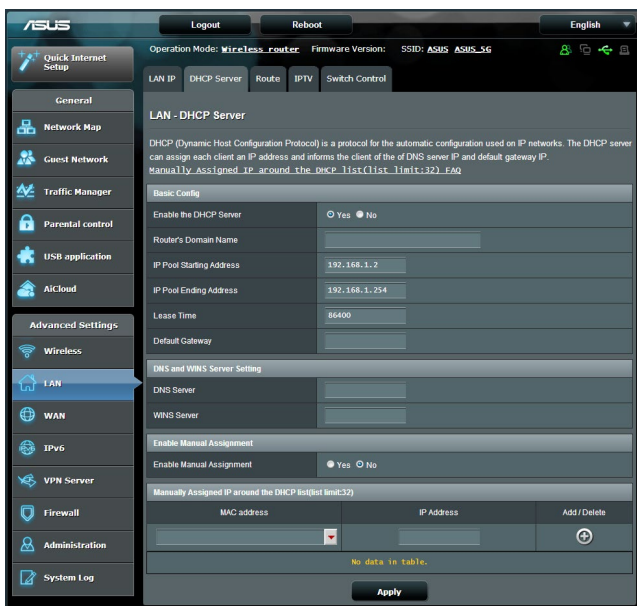 ASUS
Logout
Reboot
English
Quick Internet Setup
Operation Mode: Wireless router Firmware Version: SSID: ASUS ASUS_5G
LAN IP
DHCP Server
Route
IPTV
Switch Control
General
Network Map
Guest Network
Traffic Manager
Parental control
USB application
AiCloud
Advanced Settings
Wireless
LAN
WAN
IPv6
VPN Server
Firewall
Administration
System Log
LAN - DHCP Server
DHCP (Dynamic Host Configuration Protocol) is a protocol for the automatic configuration used on IP networks. The DHCP server
can assign each client an IP address and informs the client of the of DNS server IP and default gateway IP.
Manually Assigned IP around the DHCP list(list limit:32) FAQ
Basic Config
Enable the DHCP Server Yes No
Router's Domain Name
IP Pool Starting Address 192.168.1.2
IP Pool Ending Address 192.168.1.254
Lease Time 86400
Default Gateway
DNS and WINS Server Setting
DNS Server
WINS Server
Enable Manual Assignment
Enable Manual Assignment Yes No
Manually Assigned IP around the DHCP list(list limit:32)
MAC address IP Address Add / Delete
No data in table.
Apply